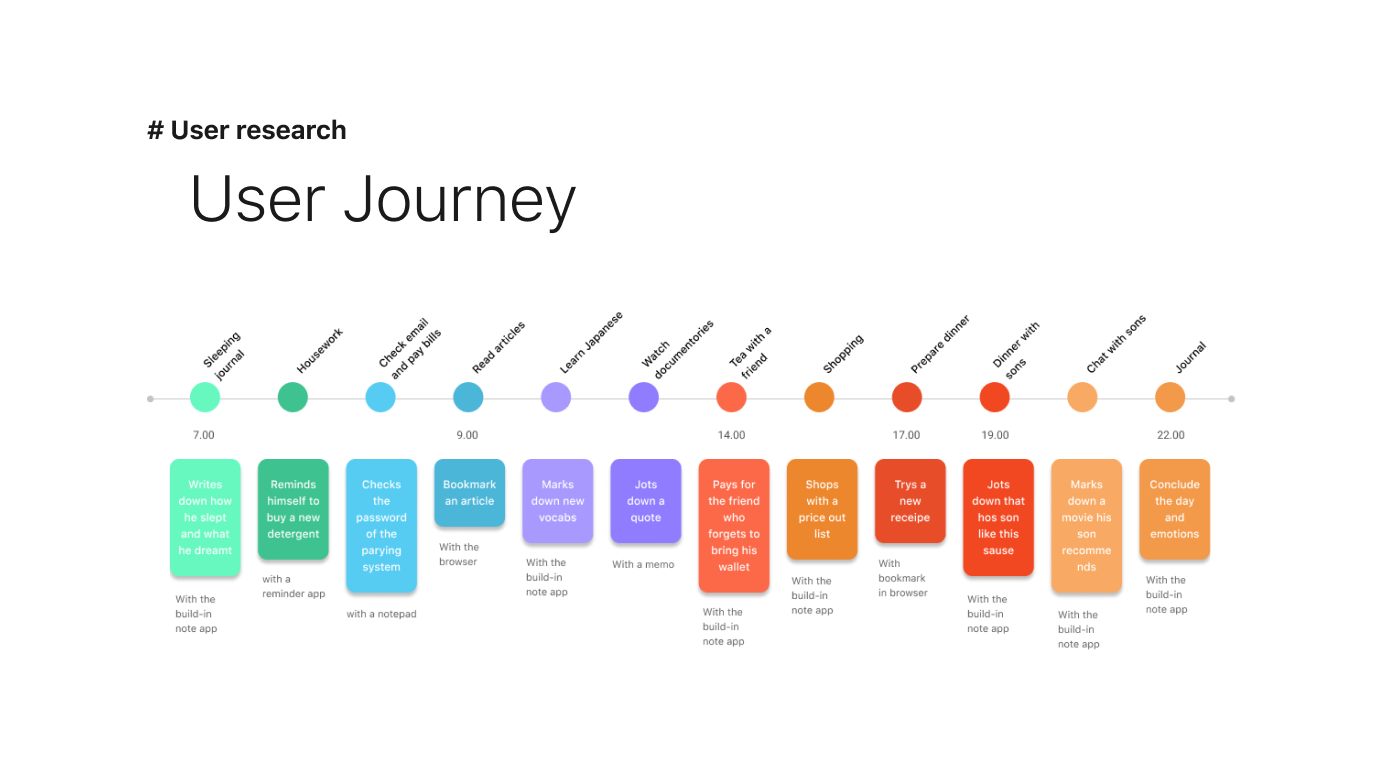 # User research
User Journey
Sleeping
journal
Housework
Check email
and pay bills
Read articles
Learn Japanese
Watch
documentories
Tea with a
friend
Shopping
Prepare dinner
Dinner with
sons
Chat with sons
Journal
7.00
9.00
14.00
17.00
19.00
22.00
Writes
down how
he slept
and what
he dreamt
With the
build-in
note app
Reminds
himself to
buy a new
detergent
with a
reminder app
Checks
the
password
of the
parying
system
with a notepad
Bookmark
an article
With the
browser
Marks
down new
vocabs
With the
build-in
note app
Jots
down a
quote
With a memo
Pays for
the friend
who
forgets to
bring his
wallet
With the
build-in
note app
Shops
with a
price out
list
With the
build-in
note app
Trys a
new
receipe
With
bookmark
in browser
Jots
down that
hos son
like this
sause
With the
build-in
note app
Marks
down a
movie his
son
recomme
nds
With the
build-in
note app
Conclude
the day
and
emotions
With the
build-in
note app